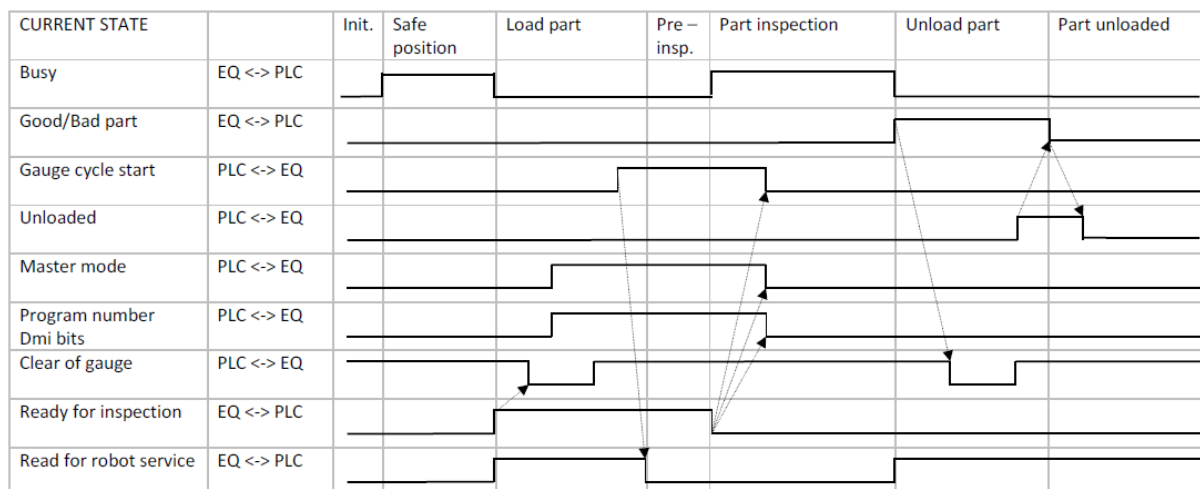 CURRENT STATE Init. Safe position Load part Pre – insp. Part inspection Unload part Part unloaded
Busy EQ <-> PLC
Good/Bad part EQ <-> PLC
Gauge cycle start PLC <-> EQ
Unloaded PLC <-> EQ
Master mode PLC <-> EQ
Program number Dmi bits PLC <-> EQ
Clear of gauge PLC <-> EQ
Ready for inspection EQ <-> PLC
Read for robot service EQ <-> PLC